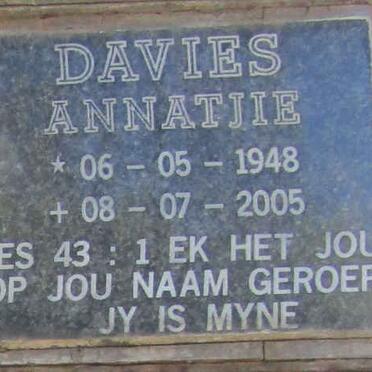 DAVIES
ANNATJIE
* 06 - 05 - 1948
+ 08 - 07 - 2005
ES 43 : 1 EK HET JOU
OP JOU NAAM GEROEP
JY IS MYNE